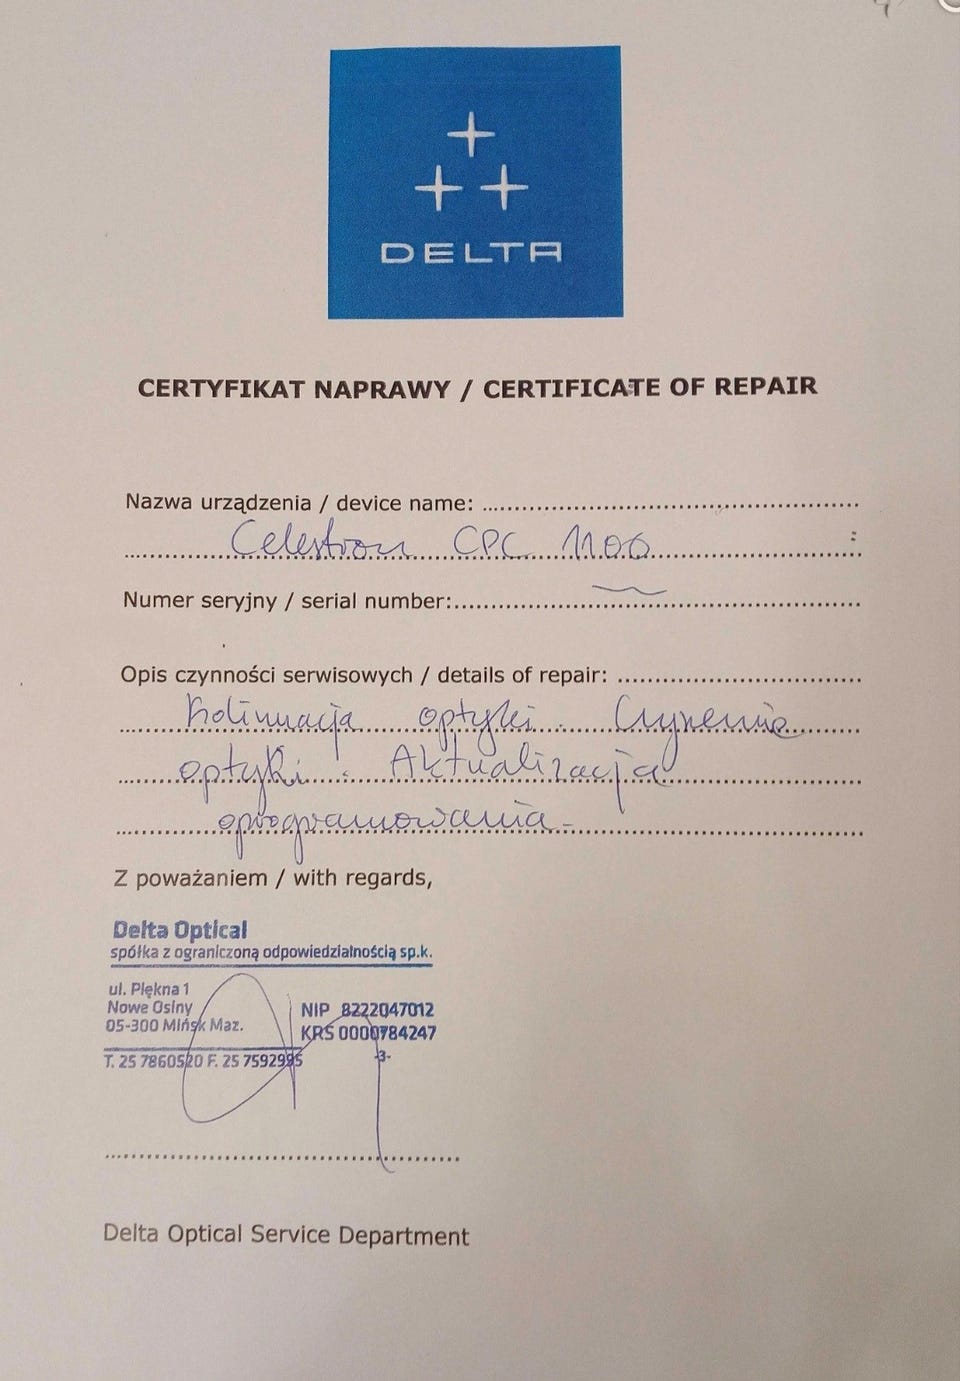 DELTA
CERTYFIKAT NAPRAWY / CERTIFICATE OF REPAIR
Nazwa urządzenia / device name: ........................................
Celestron CPC 1100
Numer seryjny / serial number:........................................
Opis czynności serwisowych / details of repair: ........................................
Kolimacja optyki. Czyszenie
optyki. Aktualizacja
oprogramowania.
Z poważaniem / with regards,
Delta Optical
spółka z ograniczoną odpowiedzialnością sp.k.
ul. Piękna 1
Nowe Osiny
05-300 Mińsk Maz.
T. 25 7860520 F. 25 7592995
NIP 8222047012
KRS 0000784247
-3-
Delta Optical Service Department